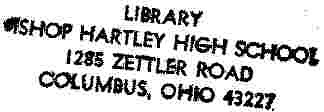 LIBRARY
BISHOP HARTLEY HIGH SCHOOL
1285 ZETTLER ROAD
COLUMBUS, OHIO 43227